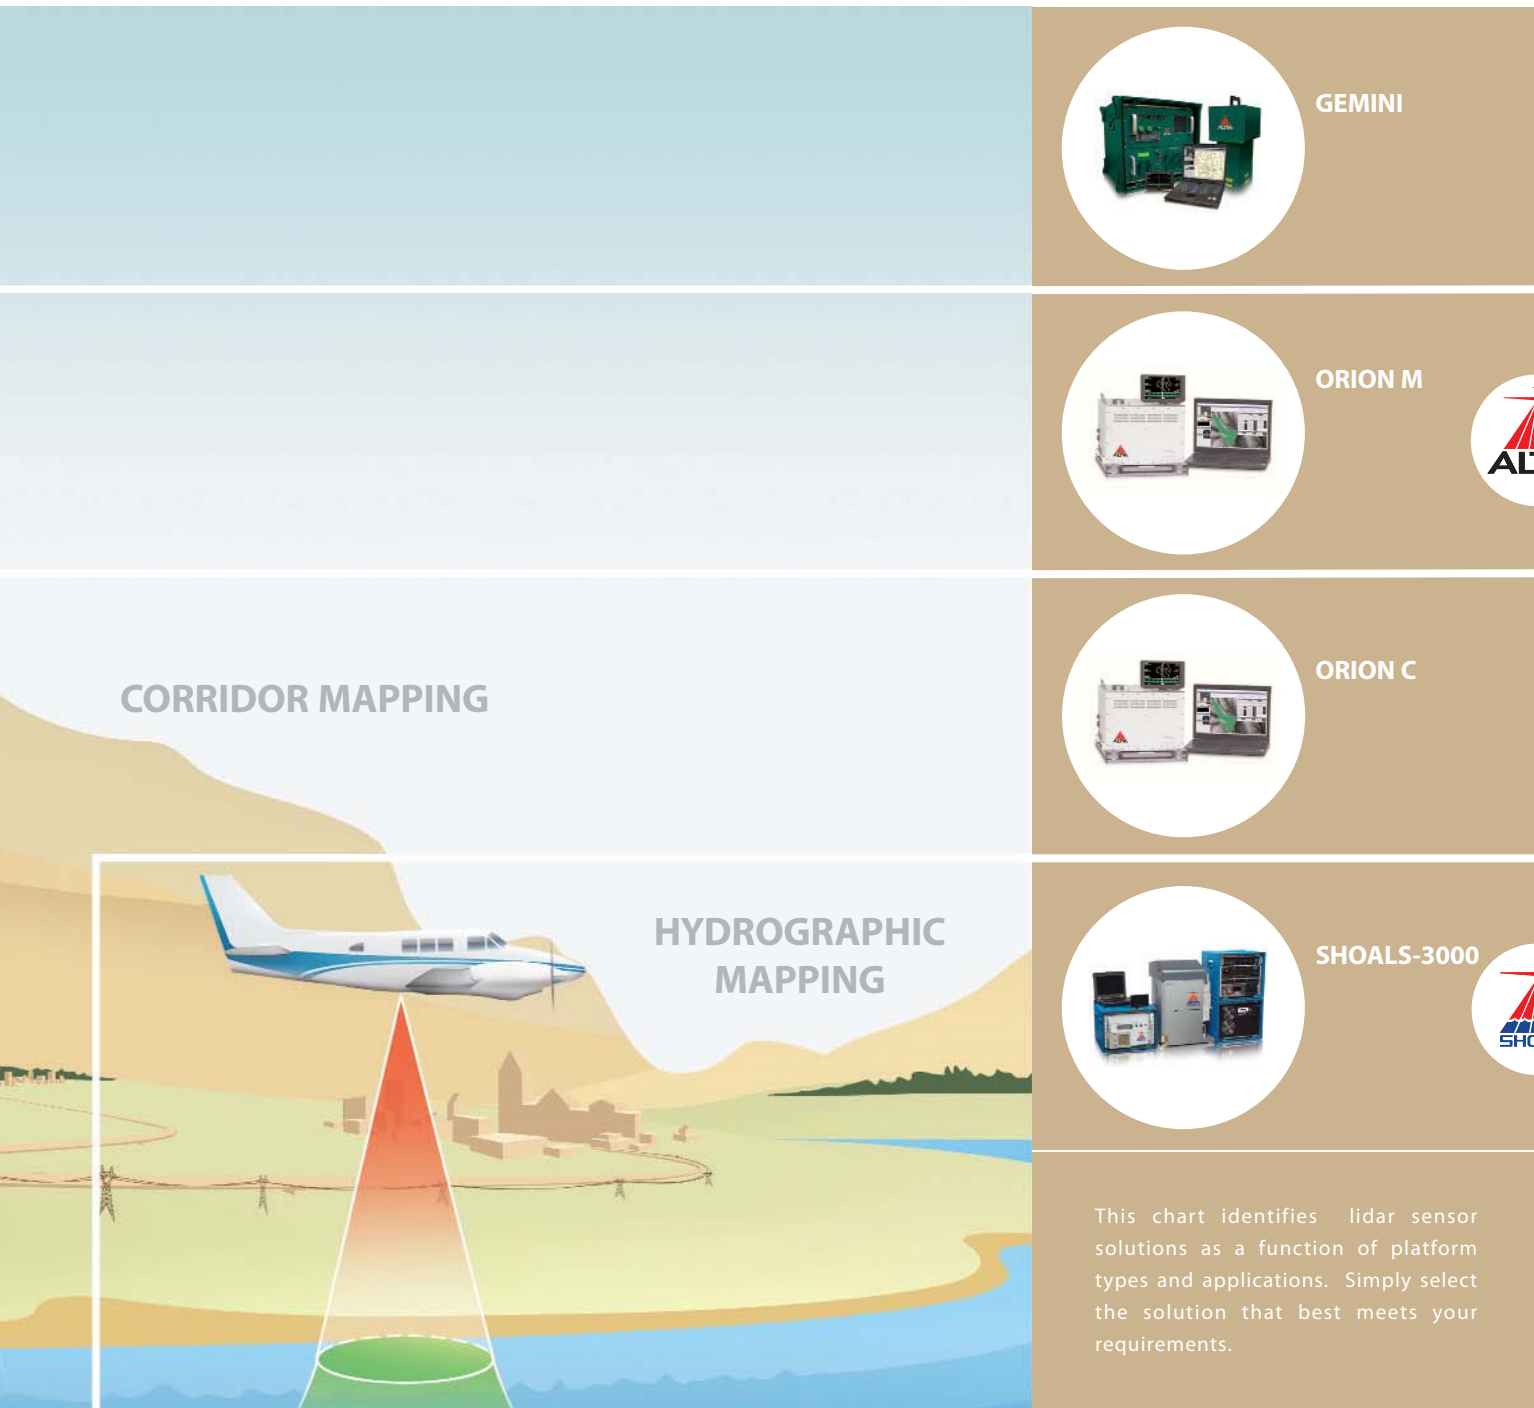 GEMINI
ORION M
ORION C
CORRIDOR MAPPING
HYDROGRAPHIC
MAPPING
SHOALS-3000
This chart identifies lidar sensor
solutions as a function of platform
types and applications. Simply select
the solution that best meets your
requirements.